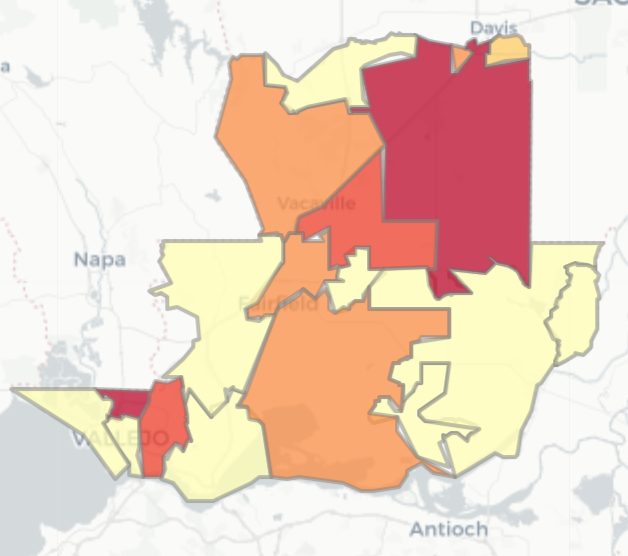 Davis
Vacaville
Napa
Fairfield
VALLEJO
Antioch